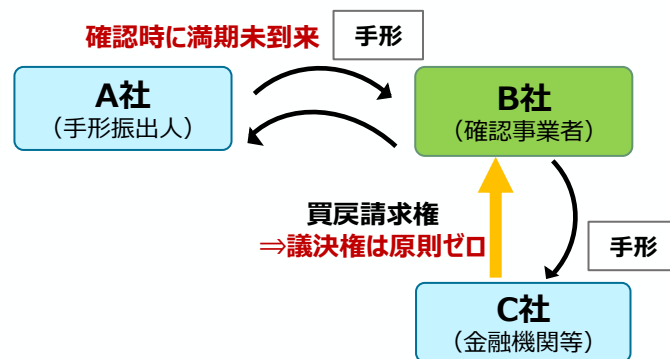 確認時に満期未到来
手形
A社
（手形振出人）
B社
（確認事業者）
買戻請求権
⇒議決権は原則ゼロ
手形
C社
（金融機関等）